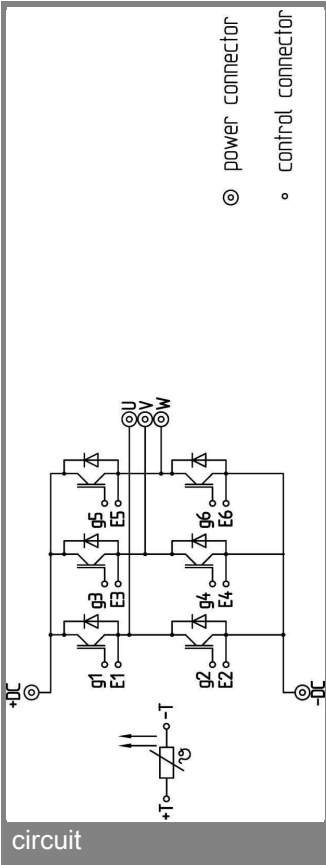 power connector
control connector
U
V
W
g5
E5
g6
E6
g3
E3
g4
E4
g1
E1
g2
E2
+DC
-DC
+T
-T
ϑ
circuit